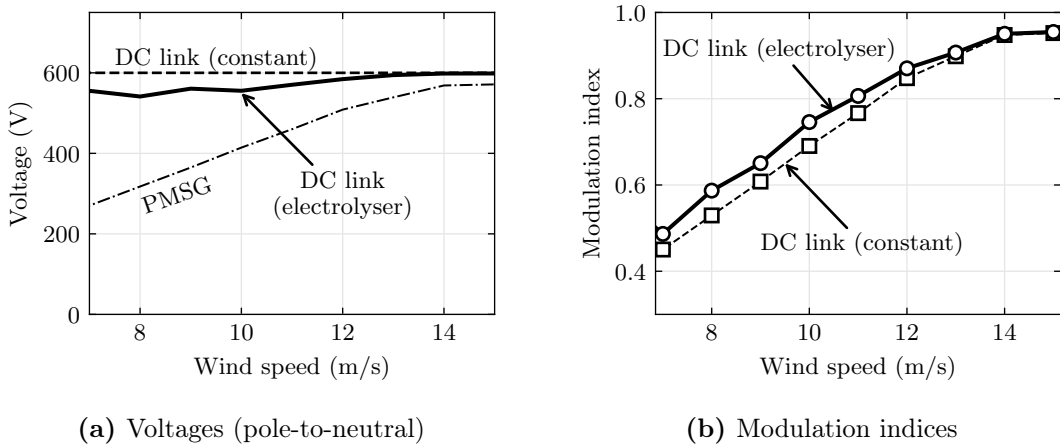 DC link (constant)
DC link
(electrolyser)
PMSG
Voltage (V)
0
200
400
600
8
10
12
14
Wind speed (m/s)
(a) Voltages (pole-to-neutral)
DC link
(electrolyser)
DC link (constant)
Modulation index
0.4
0.6
0.8
1.0
8
10
12
14
Wind speed (m/s)
(b) Modulation indices